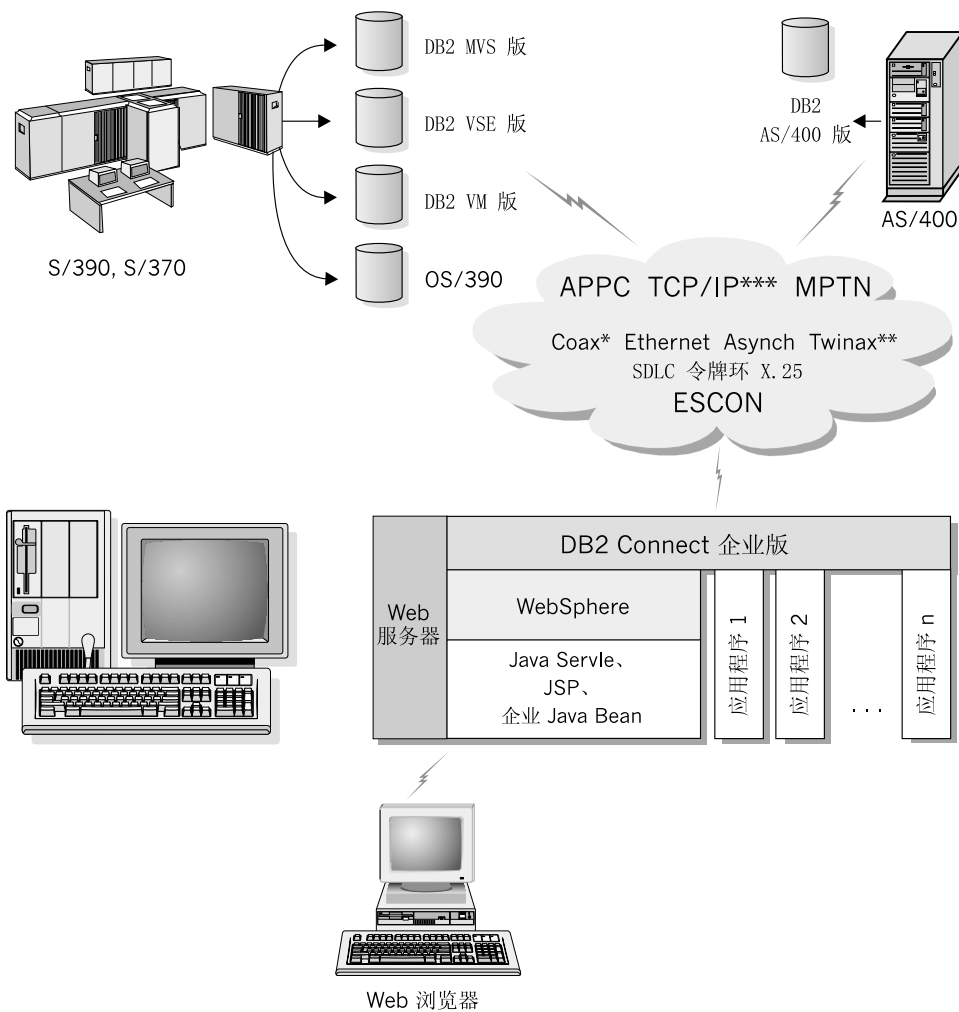 DB2 MVS 版
DB2 VSE 版
DB2 VM 版
OS/390
S/390, S/370
DB2
AS/400 版
AS/400
APPC TCP/IP*** MPTN
Coax* Ethernet Asynch Twinax**
SDLC 令牌环 X.25
ESCON
DB2 Connect 企业版
Web
服务器
WebSphere
Java Servle、
JSP、
企业 Java Bean
应用程序 1
应用程序 2
. . .
应用程序 n
Web 浏览器